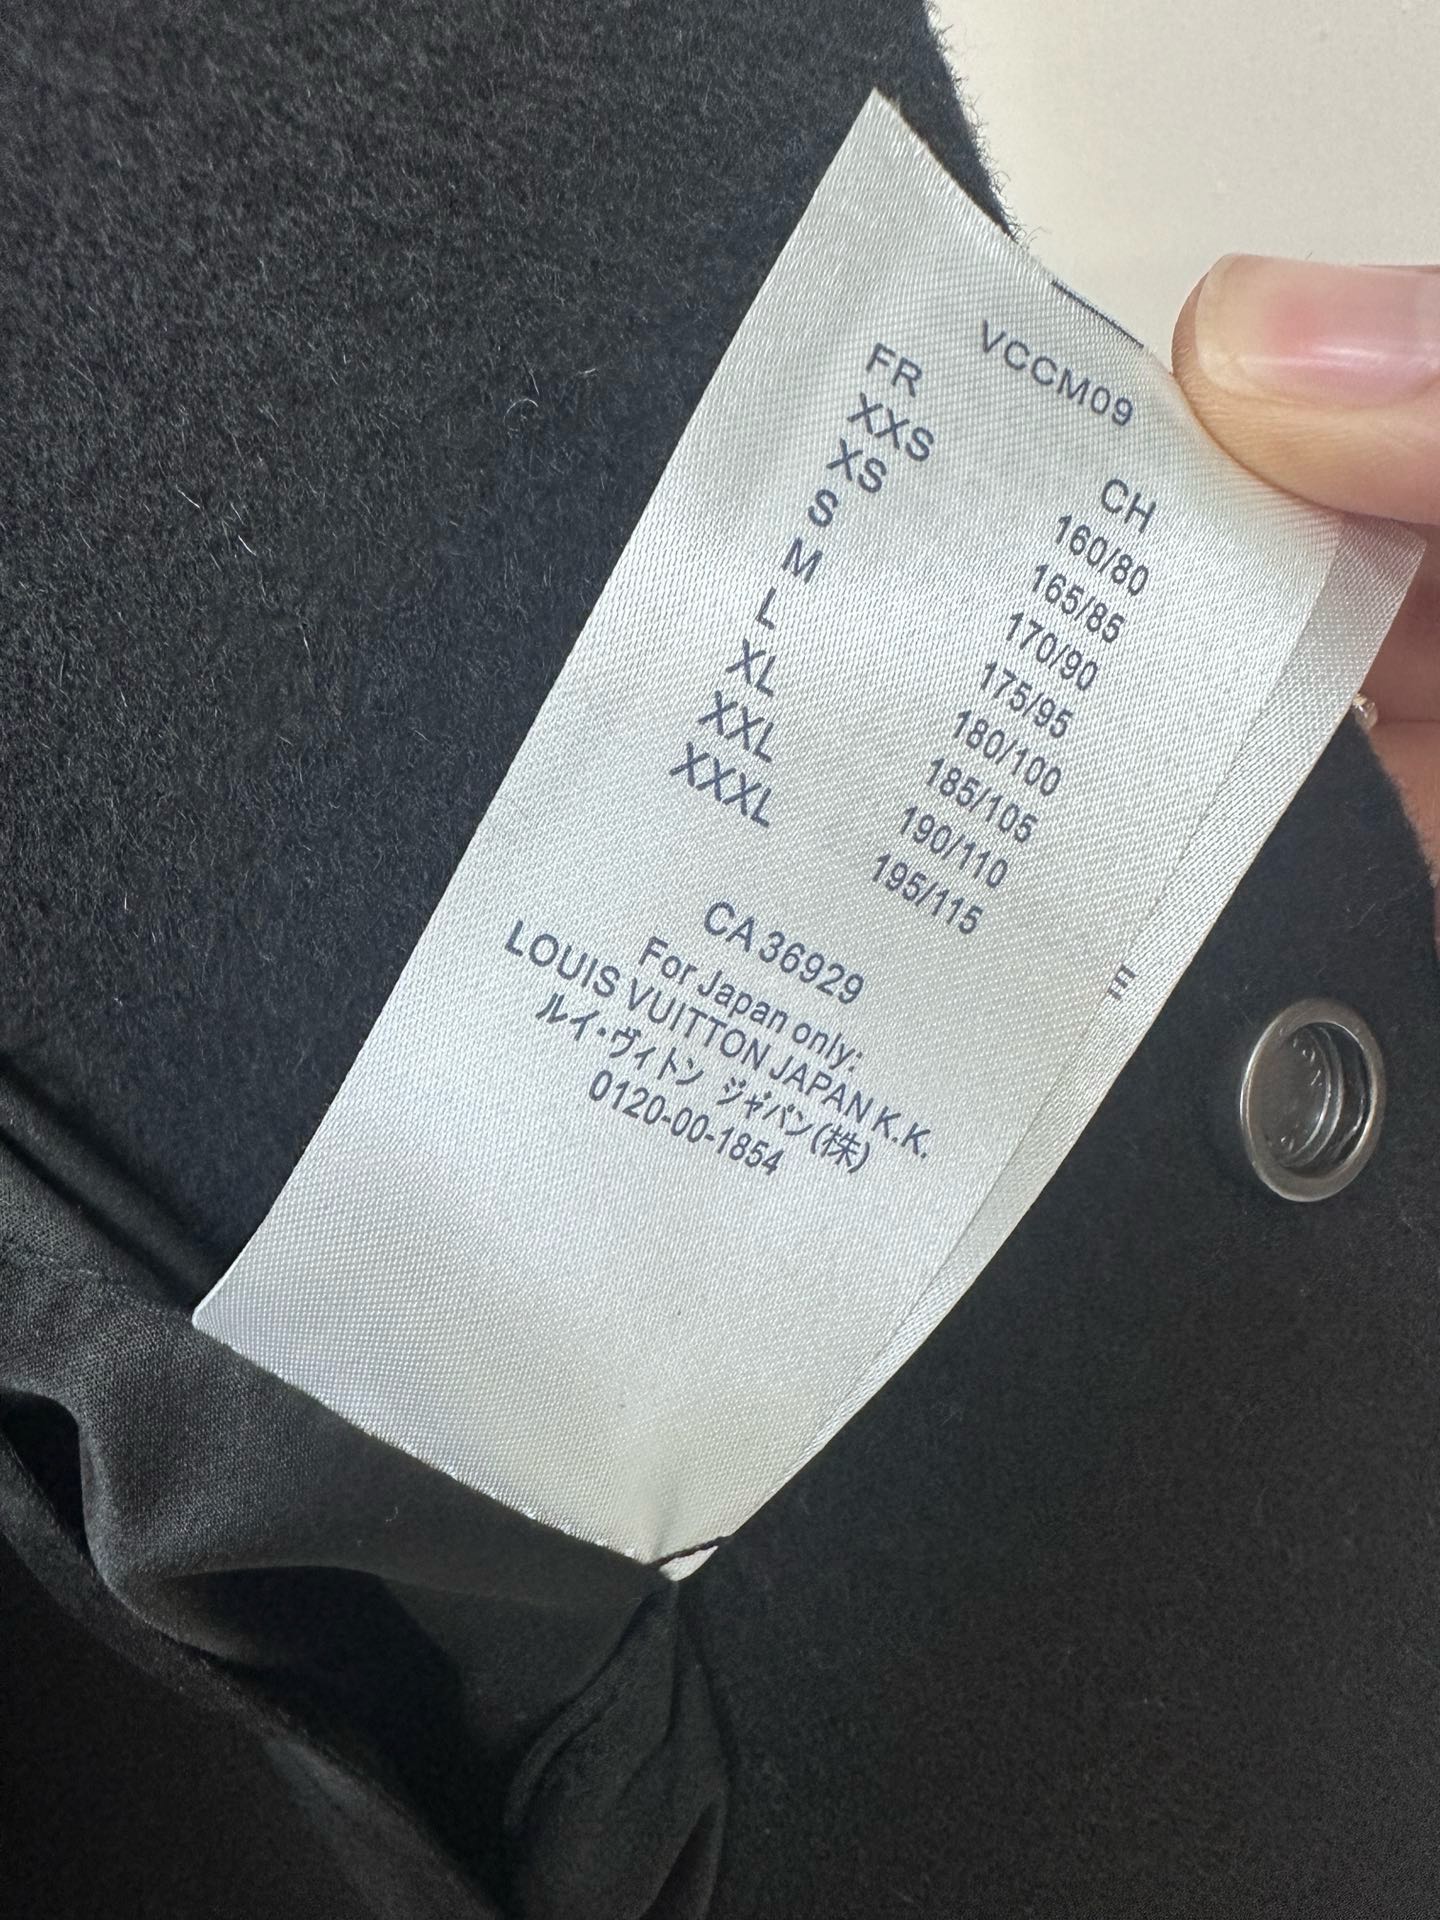 VCCM09
FR CH
XXS 160/80
XS 165/85
S 170/90
M 175/95
L 180/100
XL 185/105
XXL 190/110
XXXL 195/115
CA 36929
For Japan only:
LOUIS VUITTON JAPAN K.K.
ルイ・ヴィトン ジャパン(株)
0120-00-1854